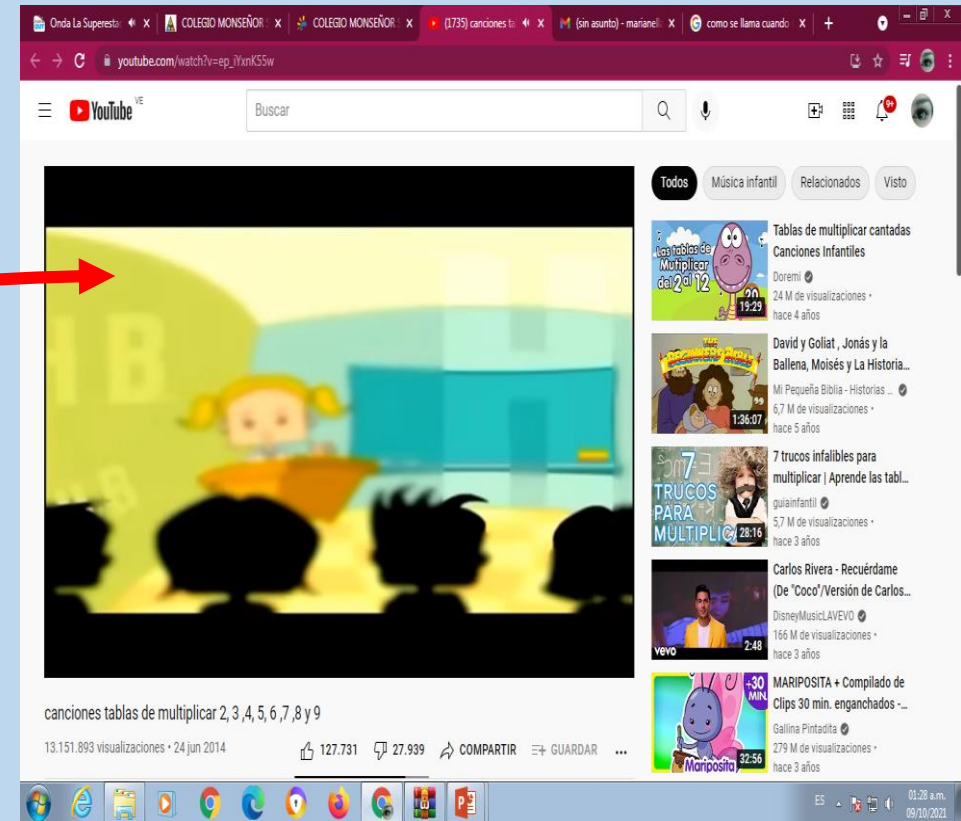 Onda La Superesta
COLEGIO MONSEÑOR S
COLEGIO MONSEÑOR S
(1735) canciones ta
(sin asunto) - marianell
como se llama cuando
youtube.com/watch?v=ep_iYxnK55w
YouTube VE
Buscar
9+
Todos
Música infantil
Relacionados
Visto
Las tablas de
Mutiplicar
del 2 al 12
19:29
Tablas de multiplicar cantadas
Canciones Infantiles
Doremi
24 M de visualizaciones •
hace 4 años
THE
BEGINNERS BIBLE
1:36:07
David y Goliat , Jonás y la
Ballena, Moisés y La Historia...
Mi Pequeña Biblia - Historias ...
6,7 M de visualizaciones •
hace 5 años
7
TRUCOS
PARA
MULTIPLIC
28:16
7 trucos infalibles para
multiplicar | Aprende las tabl...
guiainfantil
5,7 M de visualizaciones •
hace 3 años
vevo
2:48
Carlos Rivera - Recuérdame
(De "Coco"/Versión de Carlos...
DisneyMusicLAVEVO
166 M de visualizaciones •
hace 3 años
+30
MIN
Mariposita
32:56
MARIPOSITA + Compilado de
Clips 30 min. enganchados -...
Gallina Pintadita
279 M de visualizaciones •
hace 3 años
canciones tablas de multiplicar 2, 3 ,4, 5, 6 ,7 ,8 y 9
13.151.893 visualizaciones • 24 jun 2014
127.731
27.939
COMPARTIR
GUARDAR
ES
01:28 a.m.
09/10/2021